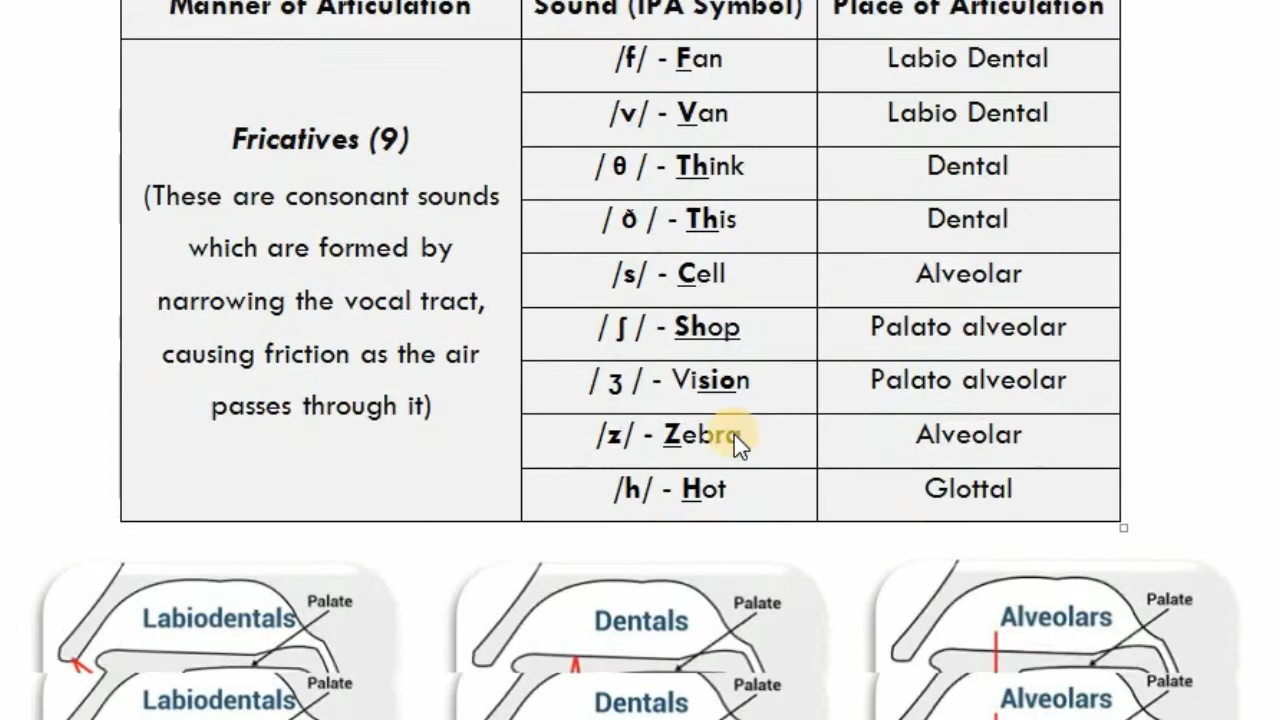 Manner of Articulation Sound (IPA Symbol) Place of Articulation
/f/ - Fan Labio Dental
/v/ - Van Labio Dental
Fricatives (9)
/ θ / - Think Dental
(These are consonant sounds
/ ð / - This Dental
which are formed by
/s/ - Cell Alveolar
narrowing the vocal tract,
/ ʃ / - Shop Palato alveolar
causing friction as the air
/ ʒ / - Vision Palato alveolar
passes through it)
/z/ - Zebra Alveolar
/h/ - Hot Glottal
Labiodentals Palate
Dentals Palate
Alveolars Palate
Labiodentals Palate
Dentals Palate
Alveolars Palate